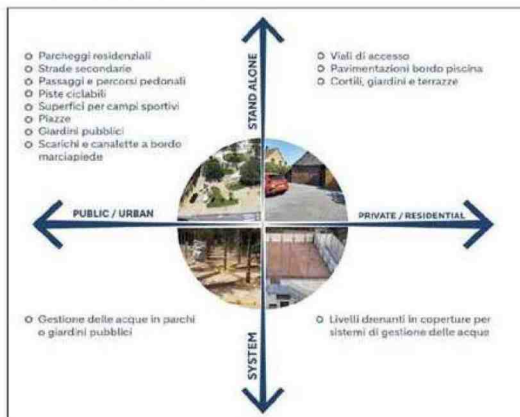 Parcheggi residenziali
Strade secondarie
Passaggi e percorsi pedonali
Piste ciclabili
Superfici per campi sportivi
Piazze
Giardini pubblici
Scarichi e canalette a bordo
marciapiede
STAND ALONE
Viali di accesso
Pavimentazioni bordo piscina
Cortili, giardini e terrazze
PUBLIC / URBAN
PRIVATE / RESIDENTIAL
Gestione delle acque in parchi
o giardini pubblici
SYSTEM
Livelli drenanti in coperture per
sistemi di gestione delle acque